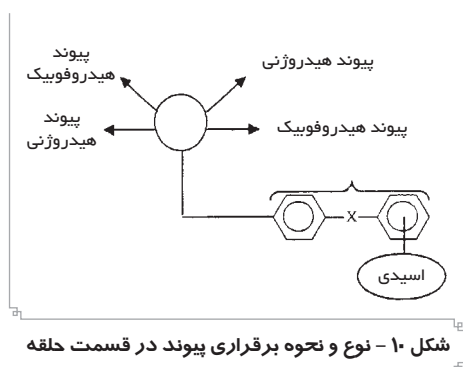 پیوند
هیدروفوبیک
پیوند هیدروژنی
پیوند
هیدروژنی
پیوند هیدروفوبیک
X
اسیدی
شکل ۱۰ – نوع و نحوه برقراری پیوند در قسمت حلقه